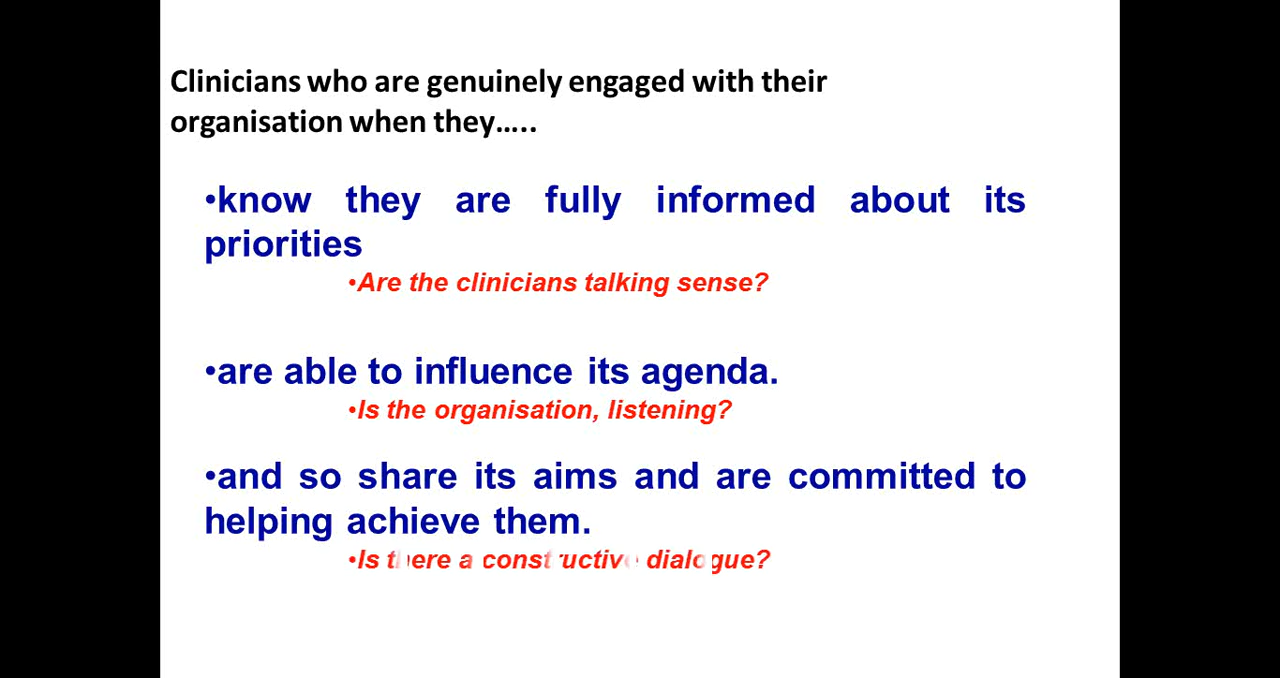 Clinicians who are genuinely engaged with their
organisation when they.....
•know they are fully informed about its
priorities
•Are the clinicians talking sense?
•are able to influence its agenda.
•Is the organisation, listening?
•and so share its aims and are committed to
helping achieve them.
•Is there a constructive dialogue?